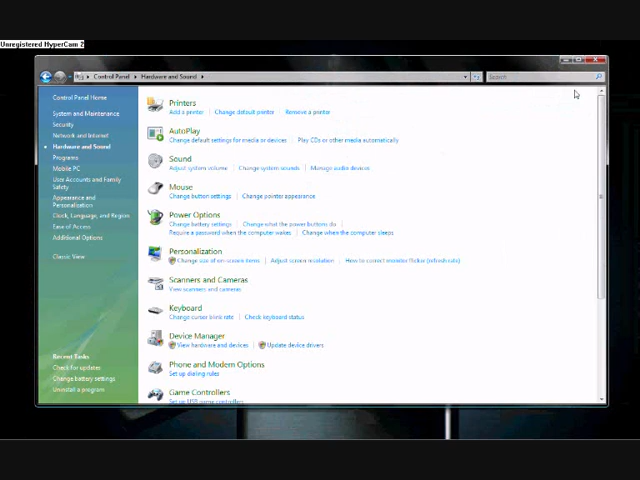 Unregistered HyperCam 2
Control Panel Hardware and Sound
Search
Control Panel Home
System and Maintenance
Security
Network and Internet
Hardware and Sound
Programs
Mobile PC
User Accounts and Family
Safety
Appearance and
Personalization
Clock, Language, and Region
Ease of Access
Additional Options
Classic View
Recent Tasks
Check for updates
Change battery settings
Uninstall a program
Printers
Add a printer Change default printer Remove a printer
AutoPlay
Change default settings for media or devices Play CDs or other media automatically
Sound
Adjust system volume Change system sounds Manage audio devices
Mouse
Change button settings Change pointer appearance
Power Options
Change battery settings Change what the power buttons do
Require a password when the computer wakes Change when the computer sleeps
Personalization
Change size of on-screen items Adjust screen resolution How to correct monitor flicker (refresh rate)
Scanners and Cameras
View scanners and cameras
Keyboard
Change cursor blink rate Check keyboard status
Device Manager
View hardware and devices Update device drivers
Phone and Modem Options
Set up dialing rules
Game Controllers
Set up USB game controllers